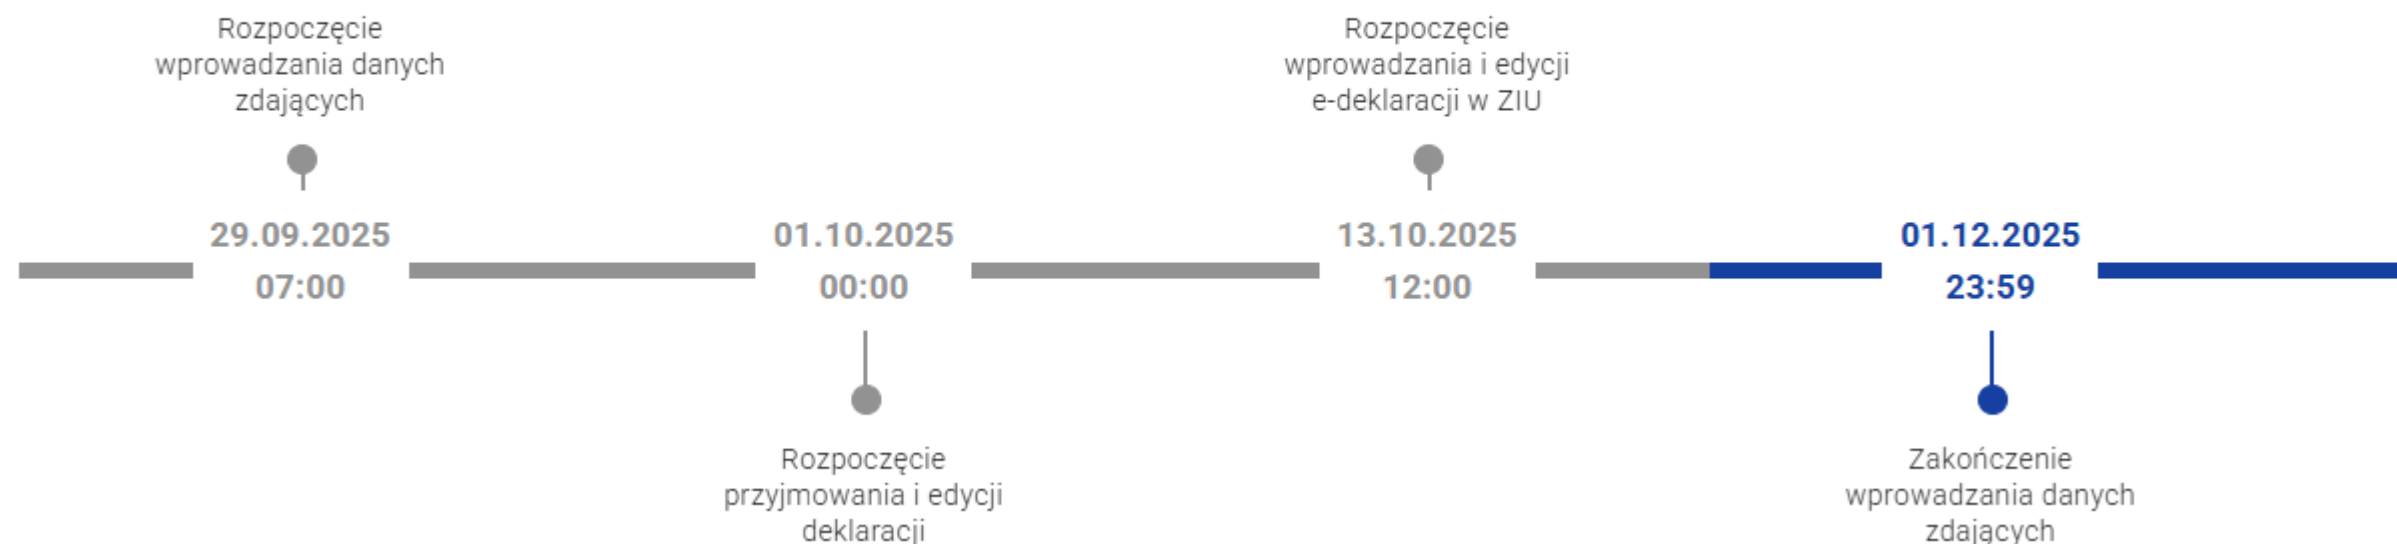 Rozpoczęcie
wprowadzania danych
zdających
29.09.2025
07:00
01.10.2025
00:00
Rozpoczęcie
przyjmowania i edycji
deklaracji
Rozpoczęcie
wprowadzania i edycji
e-deklaracji w ZIU
13.10.2025
12:00
01.12.2025
23:59
Zakończenie
wprowadzania danych
zdających